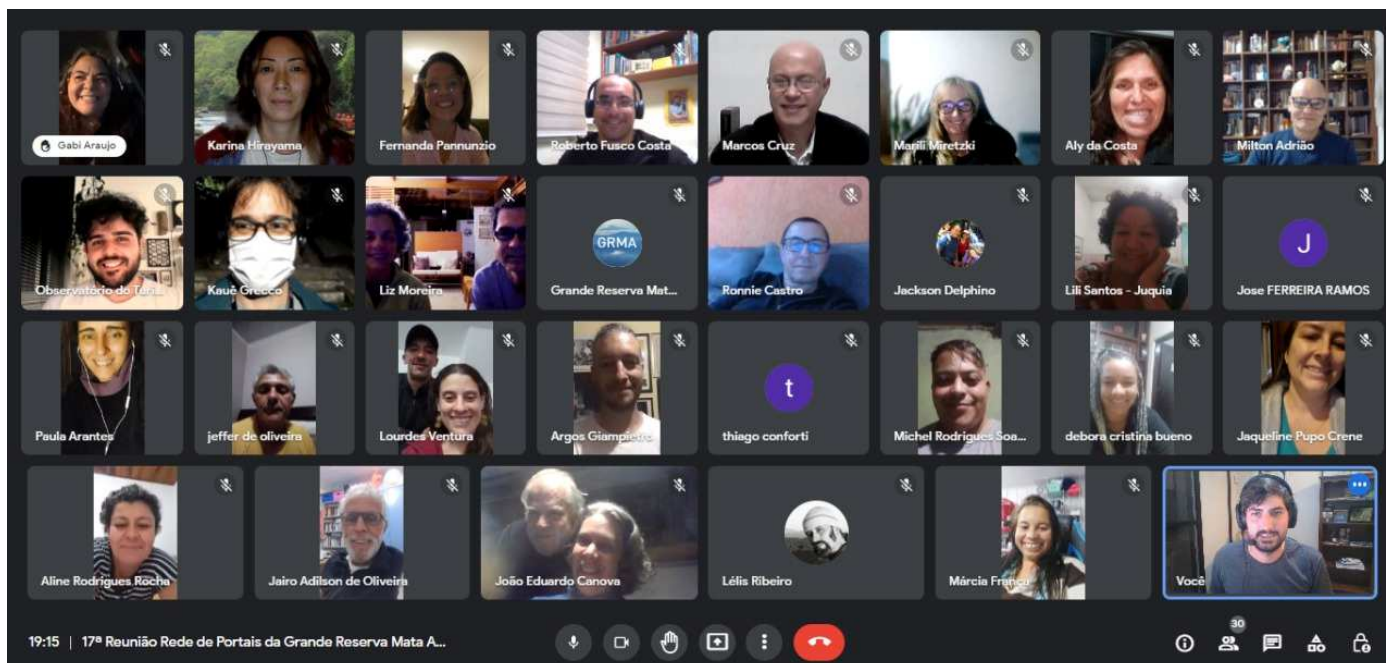 Gabi Araujo
Karina Hirayama
Fernanda Pannunzio
Roberto Fusco Costa
Marcos Cruz
Marili Miretzki
Aly da Costa
Milton Adrião
Observatório do Turi...
Kauê Grecco
Liz Moreira
GRMA
Grande Reserva Mat...
Ronnie Castro
Jackson Delphino
Lili Santos - Juquia
J
Jose FERREIRA RAMOS
Paula Arantes
jeffer de oliveira
Lourdes Ventura
Argos Giampietro
t
thiago conforti
Michel Rodrigues Soa...
debora cristina bueno
Jaqueline Pupo Crene
Aline Rodrigues Rocha
Jairo Adilson de Oliveira
João Eduardo Canova
Lélis Ribeiro
Márcia França
Você
19:15 | 17ª Reunião Rede de Portais da Grande Reserva Mata A...
30